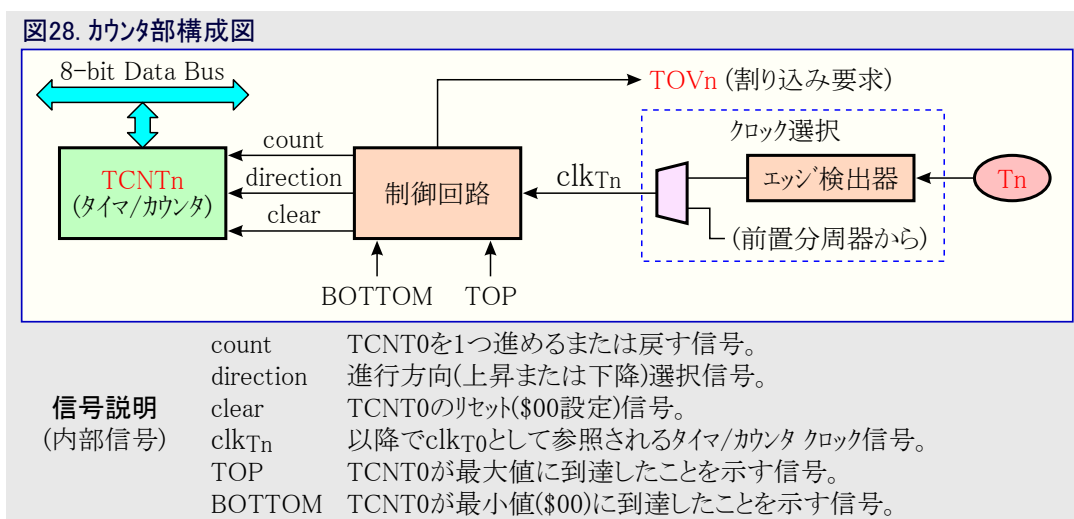 図28. ｶｳﾝﾀ部構成図
8-bit Data Bus
TOVn (割り込み要求)
ｸﾛｯｸ選択
count
TCNTn
(ﾀｲﾏ/ｶｳﾝﾀ)
direction
制御回路
clkTn
ｴｯｼﾞ検出器
Tn
clear
(前置分周器から)
BOTTOM TOP
count TCNT0を1つ進めるまたは戻す信号。
direction 進行方向(上昇または下降)選択信号。
信号説明 clear TCNT0のﾘｾｯﾄ($00設定)信号。
(内部信号) clkTn 以降でclkT0として参照されるﾀｲﾏ/ｶｳﾝﾀ ｸﾛｯｸ信号。
TOP TCNT0が最大値に到達したことを示す信号。
BOTTOM TCNT0が最小値($00)に到達したことを示す信号。